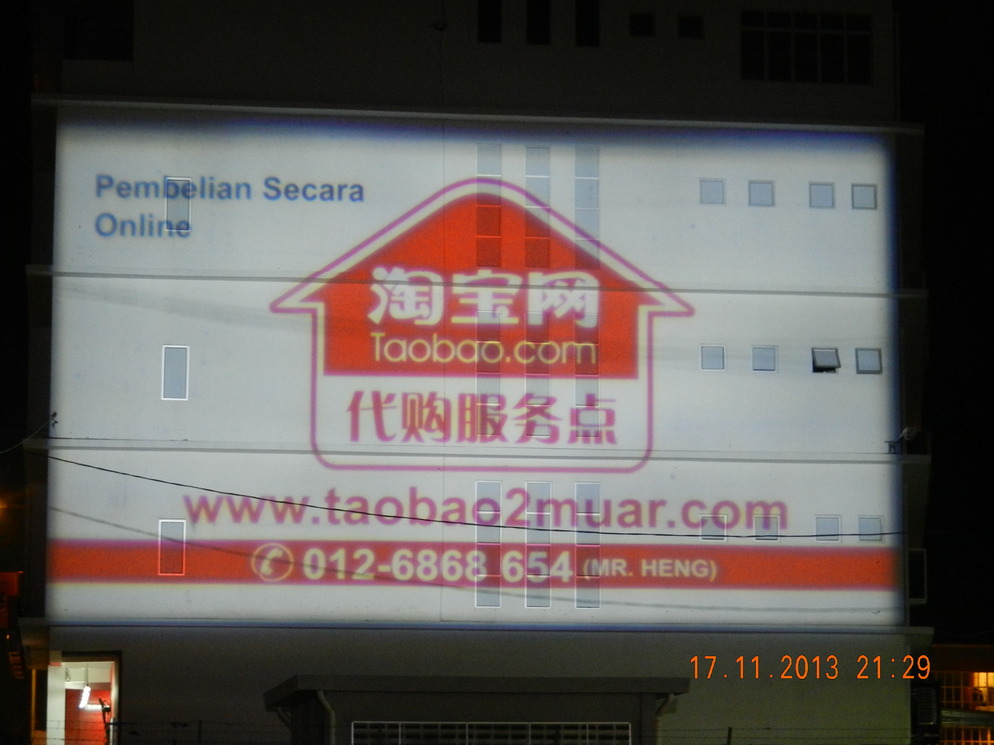 Pembelian Secara
Online
淘宝网
Taobao.com
代购服务点
www.taobao2muar.com
012-6868 654 (MR. HENG)
17.11.2013 21:29